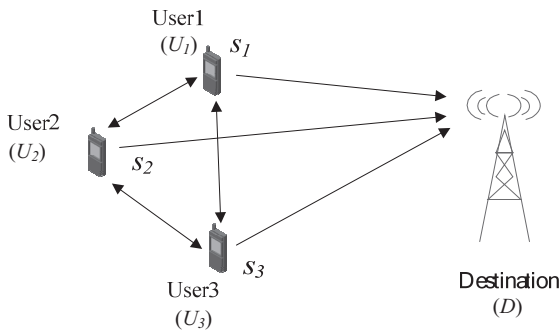 User1
(U1)
s1
User2
(U2)
s2
s3
User3
(U3)
Destination
(D)